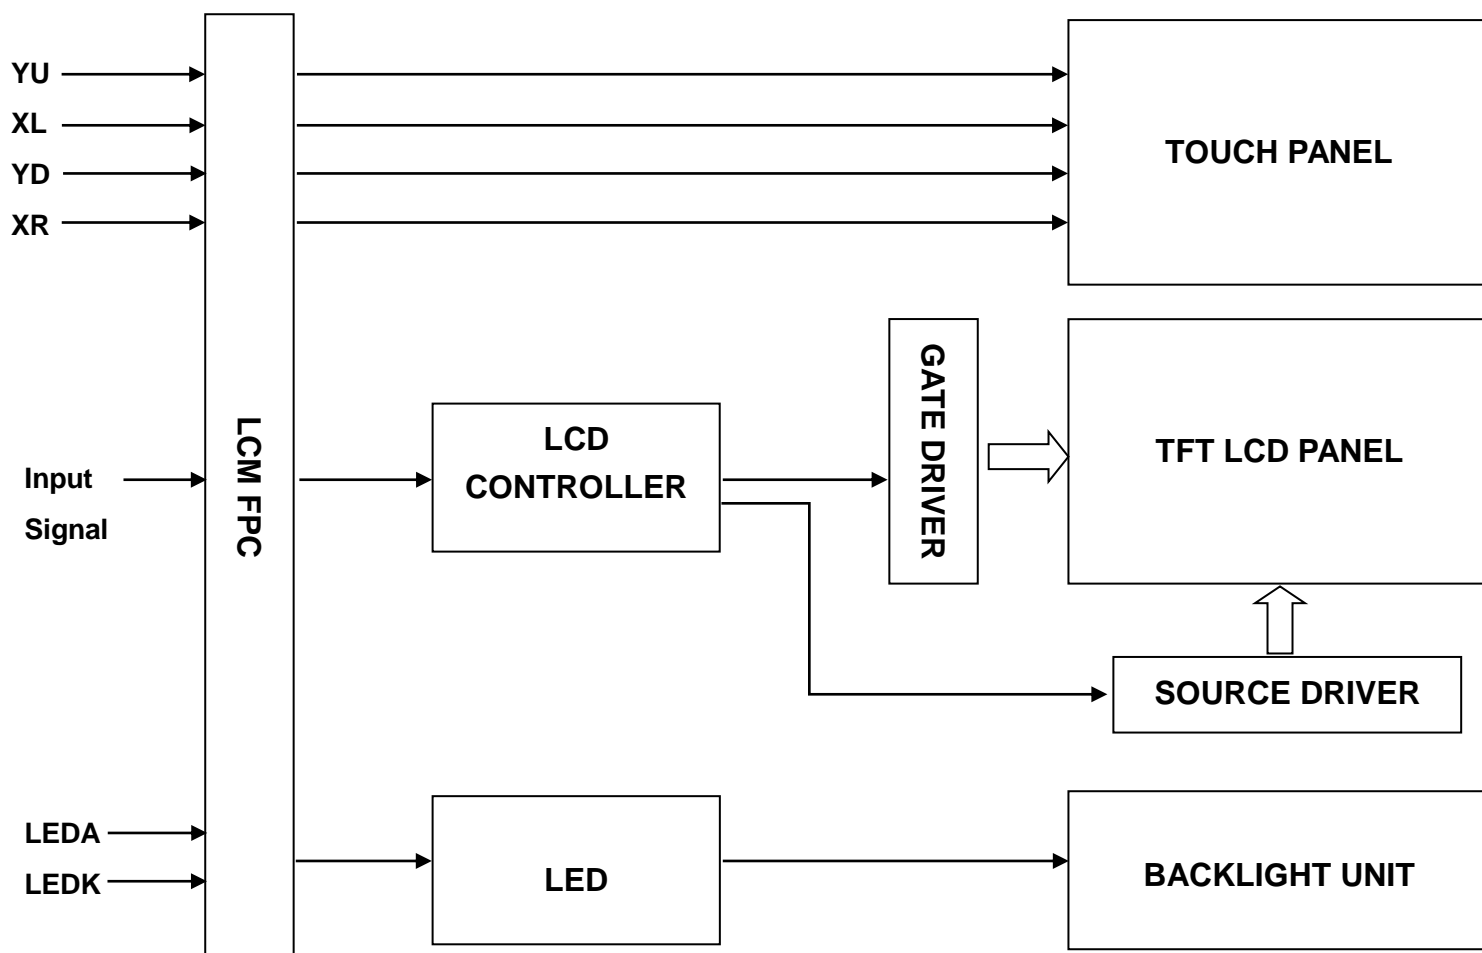 YU
XL
YD
XR
TOUCH PANEL
LCM FPC
Input
Signal
LCD
CONTROLLER
GATE DRIVER
TFT LCD PANEL
SOURCE DRIVER
LEDA
LEDK
LED
BACKLIGHT UNIT